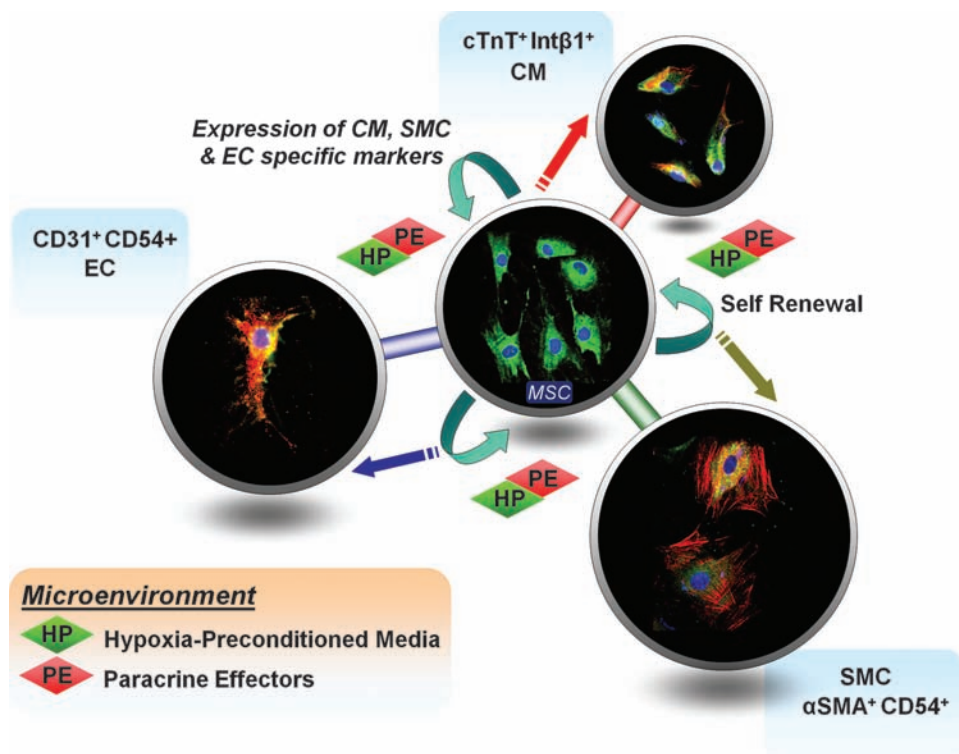 cTnT⁺ Intβ1⁺
CM
Expression of CM, SMC
& EC specific markers
CD31⁺ CD54+
EC
PE
HP
PE
HP
Self Renewal
MSC
PE
HP
Microenvironment
HP Hypoxia-Preconditioned Media
PE Paracrine Effectors
SMC
αSMA⁺ CD54⁺